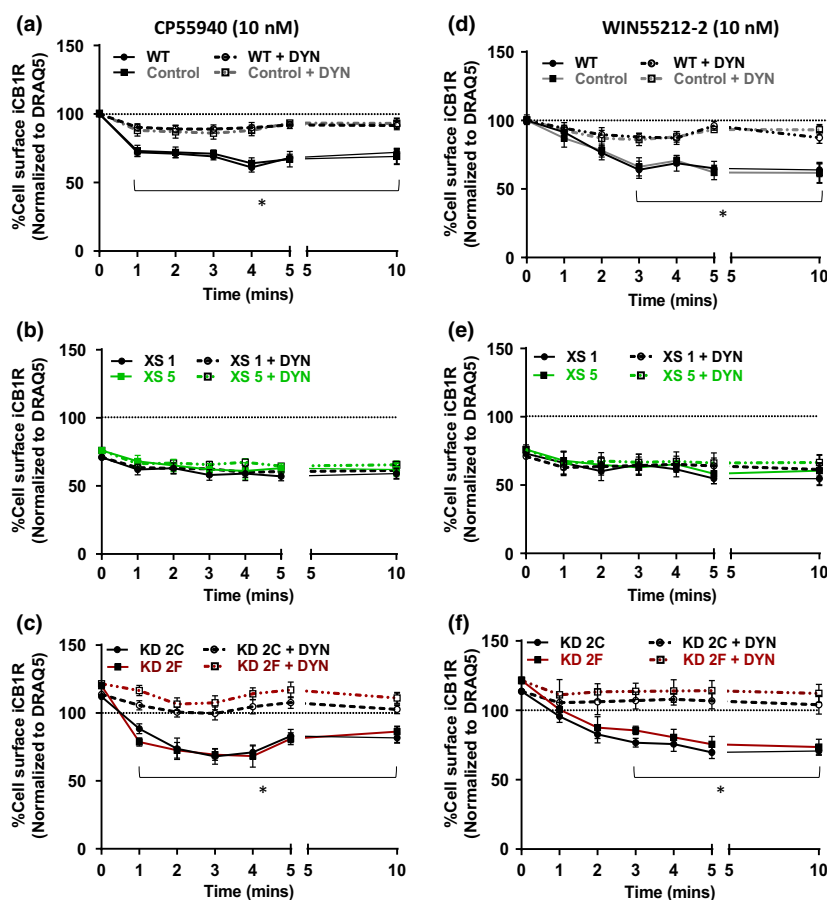 (a)
CP55940 (10 nM)
WT WT + DYN
Control Control + DYN
150
100
50
0
%Cell surface iCB1R
(Normalized to DRAQ5)
*
0 1 2 3 4 5 5 10
Time (mins)
(d)
WIN55212-2 (10 nM)
WT WT + DYN
Control Control + DYN
150
100
50
0
%Cell surface iCB1R
(Normalized to DRAQ5)
*
0 1 2 3 4 5 5 10
Time (mins)
(b)
XS 1 XS 1 + DYN
XS 5 XS 5 + DYN
150
100
50
0
%Cell surface iCB1R
(Normalized to DRAQ5)
0 1 2 3 4 5 5 10
Time (mins)
(e)
XS 1 XS 1 + DYN
XS 5 XS 5 + DYN
150
100
50
0
%Cell surface iCB1R
(Normalized to DRAQ5)
0 1 2 3 4 5 5 10
Time (mins)
(c)
KD 2C KD 2C + DYN
KD 2F KD 2F + DYN
150
100
50
0
%Cell surface iCB1R
(Normalized to DRAQ5)
*
0 1 2 3 4 5 5 10
Time (mins)
(f)
KD 2C KD 2C + DYN
KD 2F KD 2F + DYN
150
100
50
0
%Cell surface iCB1R
(Normalized to DRAQ5)
*
0 1 2 3 4 5 5 10
Time (mins)